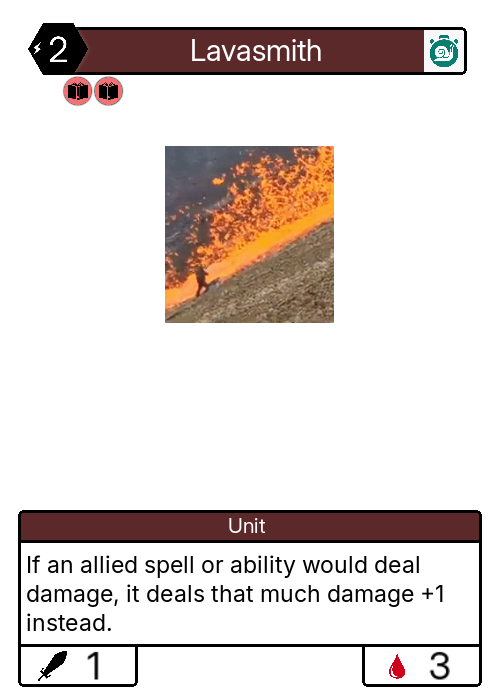 2
Lavasmith
Unit
If an allied spell or ability would deal
damage, it deals that much damage +1
instead.
1
3